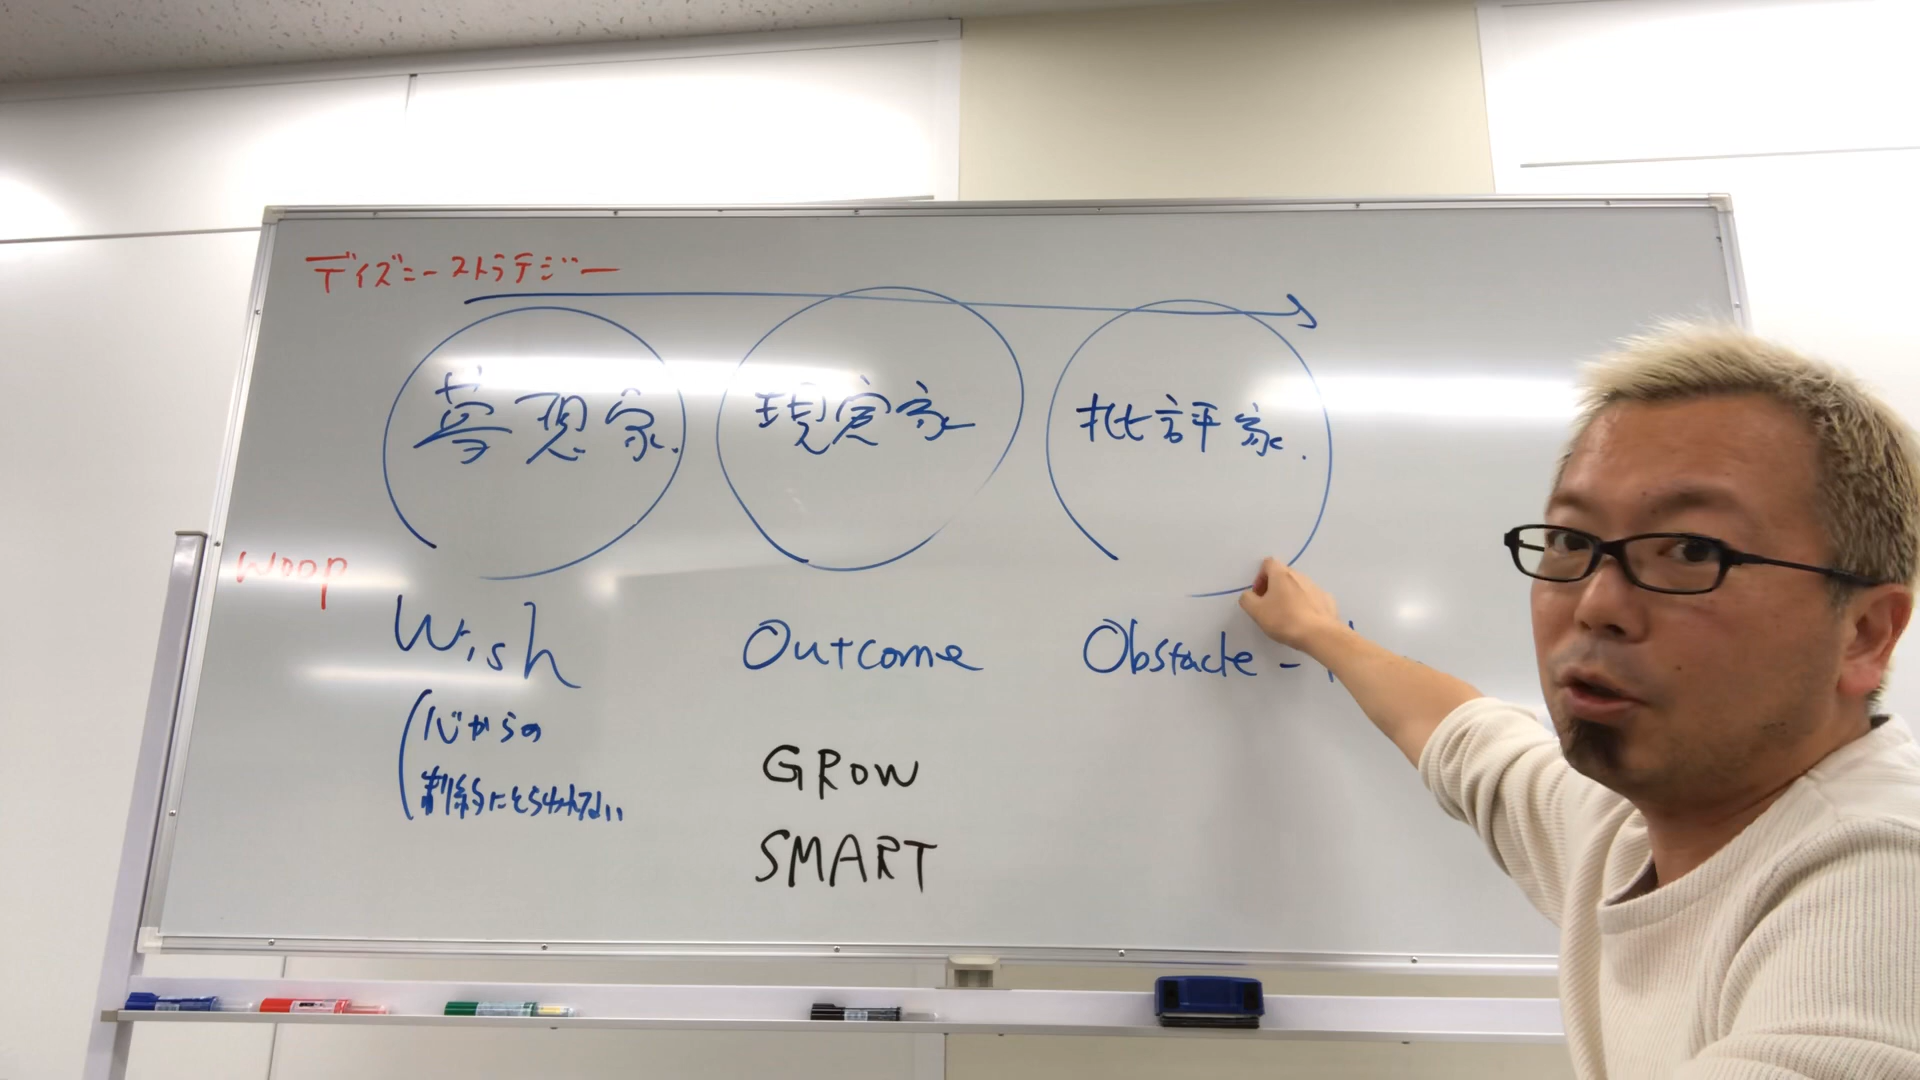 ディズニーストラテジー
夢想家.
現実家
批評家.
WOOP
Wish
Outcome
Obstacle -
(心からの
制約にとらわれない
GROW
SMART